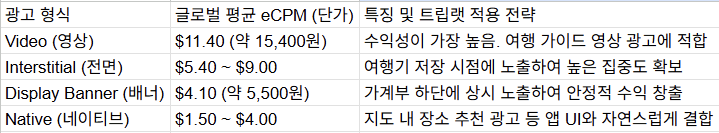 광고 형식 글로벌 평균 eCPM (단가) 특징 및 트립랫 적용 전략
Video (영상) $11.40 (약 15,400원) 수익성이 가장 높음. 여행 가이드 영상 광고에 적합
Interstitial (전면) $5.40 ~ $9.00 여행기 저장 시점에 노출하여 높은 집중도 확보
Display Banner (배너) $4.10 (약 5,500원) 가계부 하단에 상시 노출하여 안정적 수익 창출
Native (네이티브) $1.50 ~ $4.00 지도 내 장소 추천 광고 등 앱 UI와 자연스럽게 결합